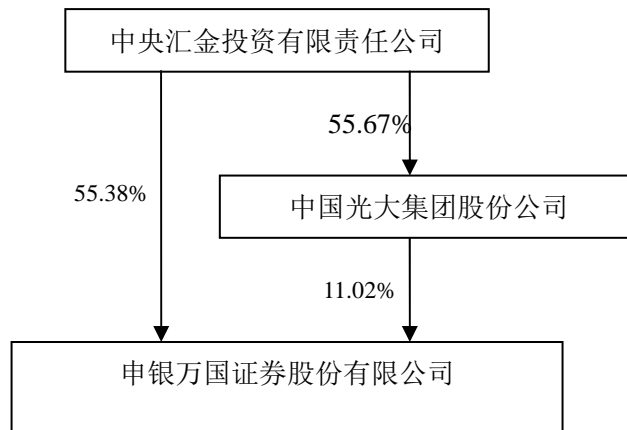 中央汇金投资有限责任公司
55.67%
55.38%
中国光大集团股份公司
11.02%
申银万国证券股份有限公司